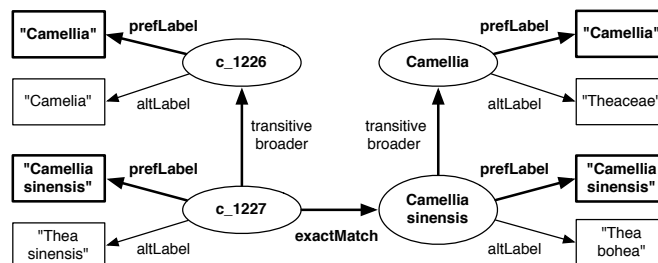 "Camellia"
prefLabel
c_1226
"Camelia"
altLabel
Camellia
prefLabel
"Camellia"
altLabel
"Theaceae"
transitive
broader
transitive
broader
"Camellia
sinensis"
prefLabel
c_1227
"Thea
sinensis"
altLabel
exactMatch
Camellia
sinensis
prefLabel
"Camellia
sinensis"
altLabel
"Thea
bohea"